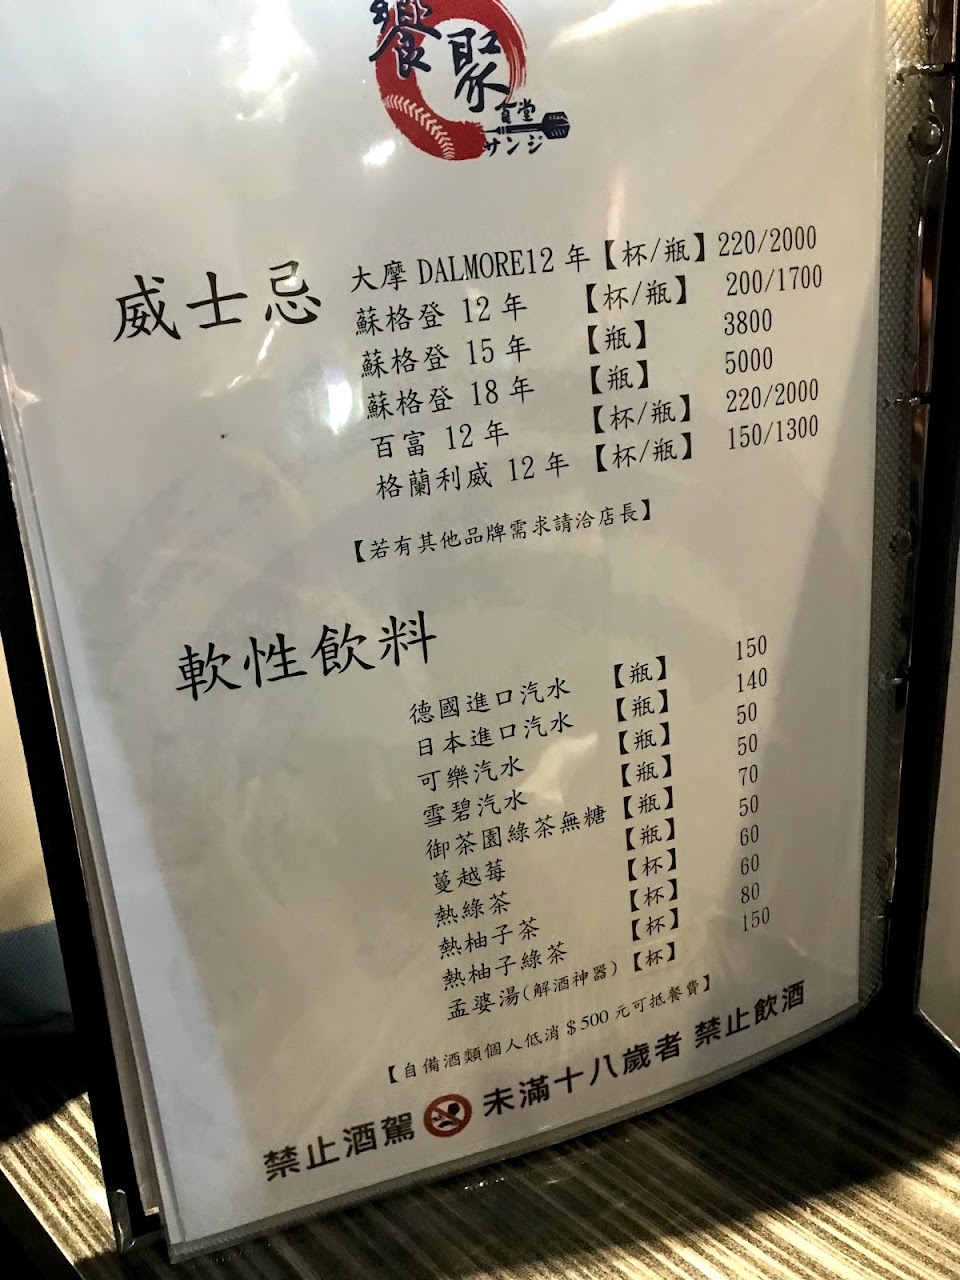 饗聚
食堂
サンジ
威士忌
大摩 DALMORE12 年【杯/瓶】220/2000
蘇格登 12 年 【杯/瓶】 200/1700
蘇格登 15 年 【瓶】 3800
蘇格登 18 年 【瓶】 5000
百富 12 年 【杯/瓶】 220/2000
格蘭利威 12 年 【杯/瓶】 150/1300
【若有其他品牌需求請洽店長】
軟性飲料
德國進口汽水 【瓶】 150
日本進口汽水 【瓶】 140
可樂汽水 【瓶】 50
雪碧汽水 【瓶】 50
御茶園綠茶無糖 【瓶】 70
蔓越莓 【瓶】 50
熱綠茶 【杯】 60
熱柚子茶 【杯】 60
熱柚子綠茶 【杯】 80
孟婆湯(解酒神器) 【杯】 150
【自備酒類個人低消＄500 元可抵餐費】
禁止酒駕 未滿十八歲者 禁止飲酒